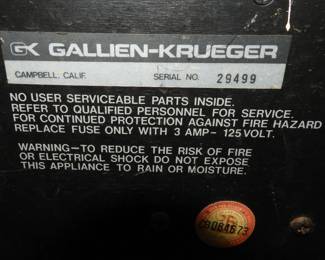 GK GALLIEN-KRUEGER
CAMPBELL, CALIF. SERIAL NO. 29499
NO USER SERVICEABLE PARTS INSIDE.
REFER TO QUALIFIED PERSONNEL FOR SERVICE.
FOR CONTINUED PROTECTION AGAINST FIRE HAZARD
REPLACE FUSE ONLY WITH 3 AMP-125 VOLT.
WARNING-TO REDUCE THE RISK OF FIRE
OR ELECTRICAL SHOCK DO NOT EXPOSE
THIS APPLIANCE TO RAIN OR MOISTURE.